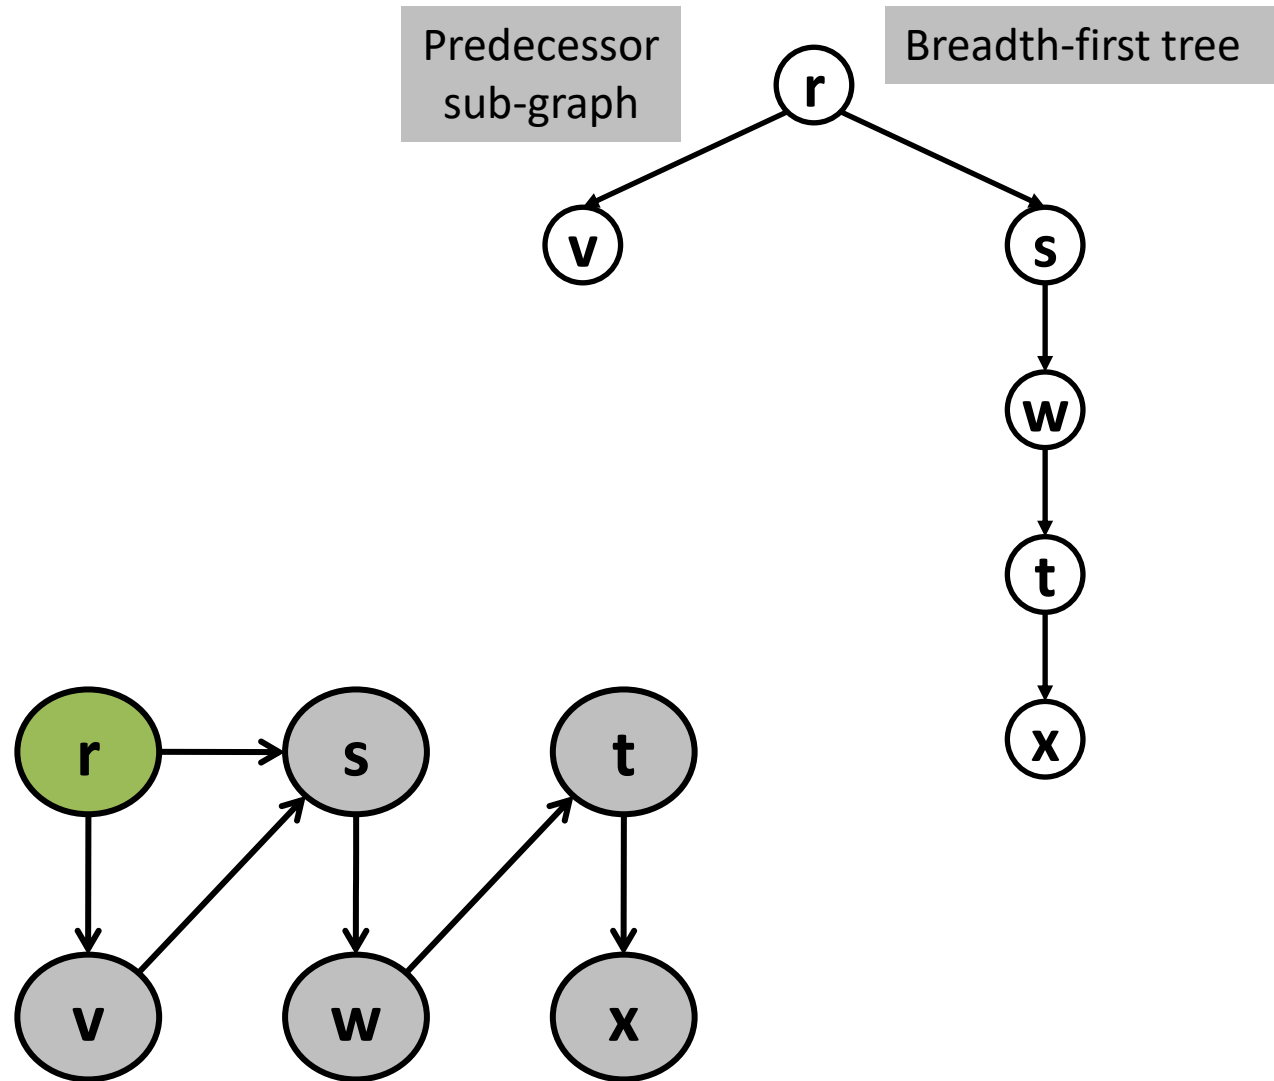 Predecessor
sub-graph
Breadth-first tree
r
v
s
w
t
x
r
s
t
v
w
x